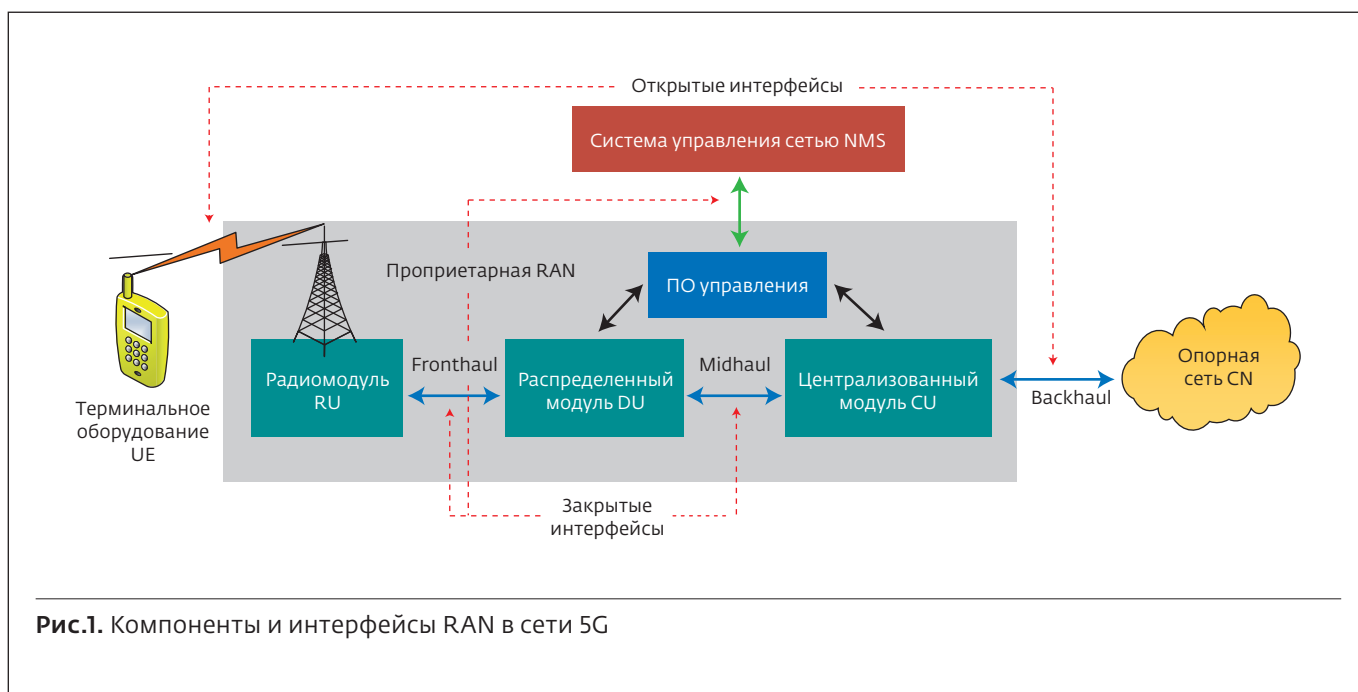 Открытые интерфейсы
Система управления сетью NMS
Проприетарная RAN
ПО управления
Терминальное
оборудование
UE
Радиомодуль
RU
Fronthaul
Распределенный
модуль DU
Midhaul
Централизованный
модуль CU
Backhaul
Опорная
сеть CN
Закрытые
интерфейсы
Рис.1. Компоненты и интерфейсы RAN в сети 5G